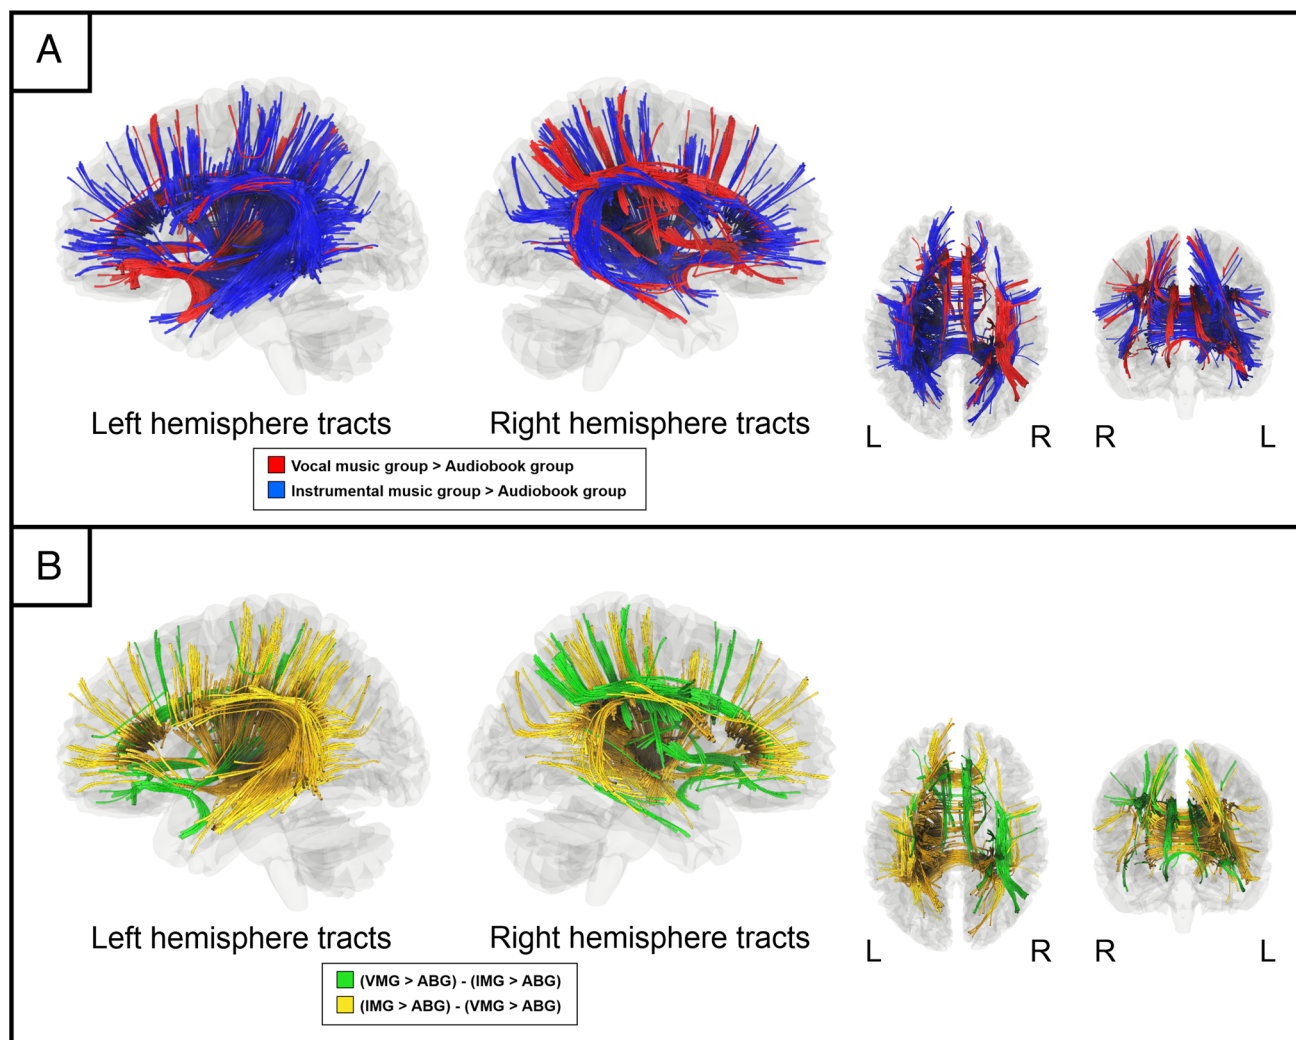 A
Left hemisphere tracts
Right hemisphere tracts
L
R
R
L
Vocal music group > Audiobook group
Instrumental music group > Audiobook group
B
Left hemisphere tracts
Right hemisphere tracts
L
R
R
L
(VMG > ABG) - (IMG > ABG)
(IMG > ABG) - (VMG > ABG)